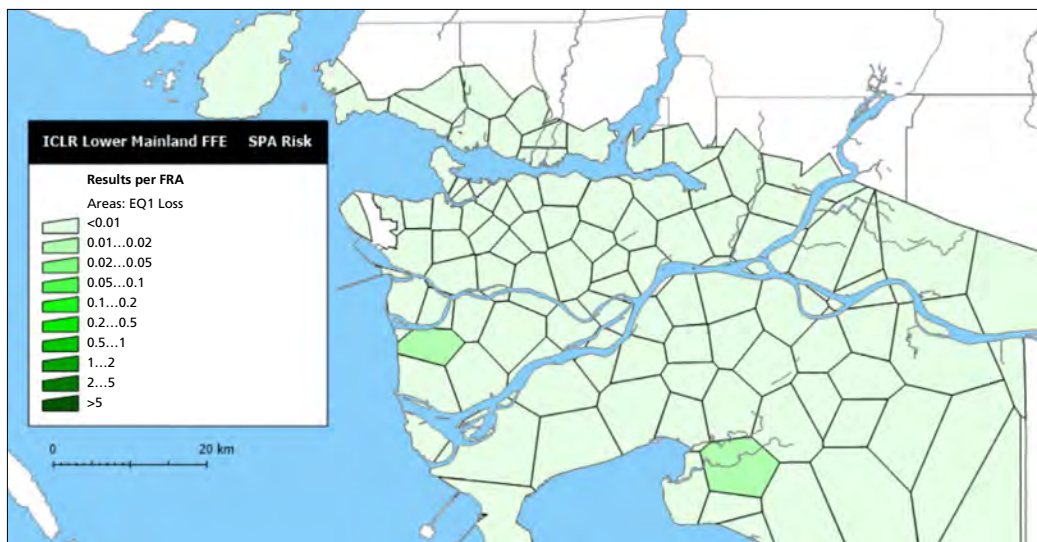 ICLR Lower Mainland FFE SPA Risk
Results per FRA
Areas: EQ1 Loss
<0.01
0.01…0.02
0.02…0.05
0.05…0.1
0.1…0.2
0.2…0.5
0.5…1
1…2
2…5
>5
0 20 km